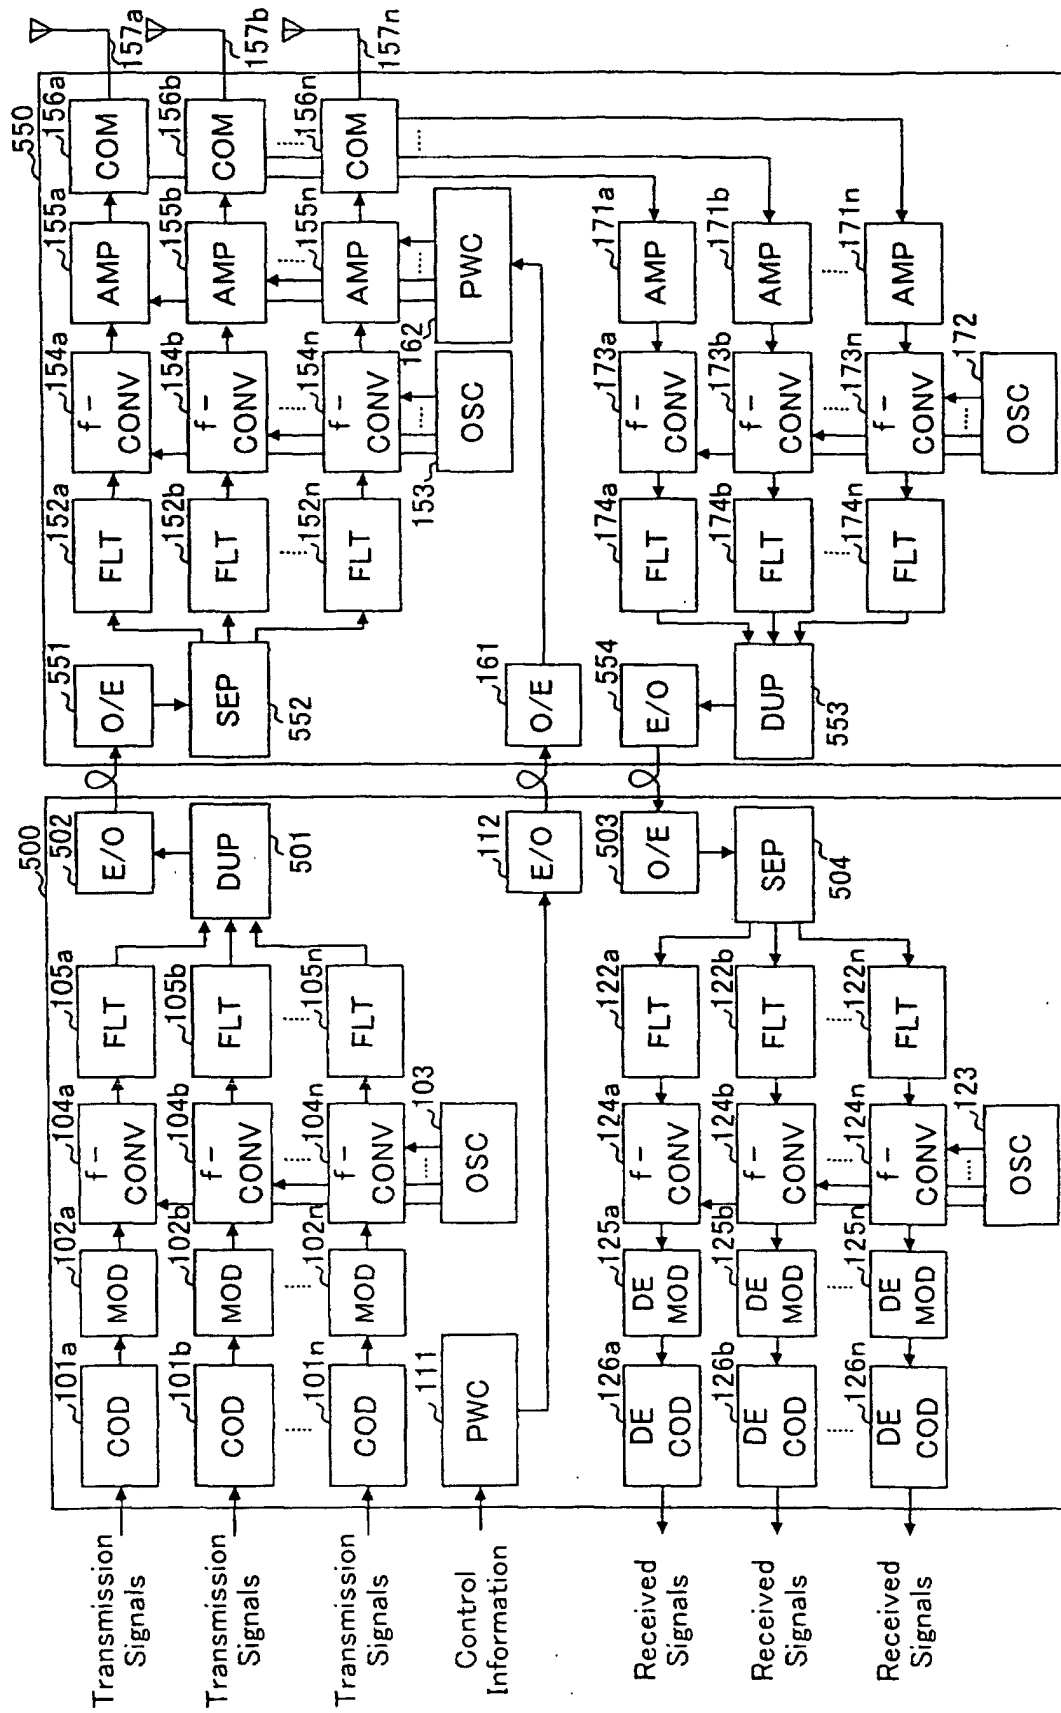 500
550
Transmission
Signals
101a
COD
102a
MOD
104a
f-
CONV
105a
FLT
502
E/O
551
O/E
152a
FLT
154a
f-
CONV
155a
AMP
156a
COM
157a
Transmission
Signals
101b
COD
102b
MOD
104b
f-
CONV
105b
FLT
DUP
501
SEP
552
152b
FLT
154b
f-
CONV
155b
AMP
156b
COM
157b
Transmission
Signals
101n
COD
102n
MOD
104n
f-
CONV
105n
FLT
152n
FLT
154n
f-
CONV
155n
AMP
156n
COM
157n
Control
Information
111
PWC
OSC
103
112
E/O
161
O/E
153
OSC
162
PWC
Received
Signals
126a
DE
COD
125a
DE
MOD
124a
f-
CONV
122a
FLT
503
O/E
554
E/O
174a
FLT
173a
f-
CONV
171a
AMP
Received
Signals
126b
DE
COD
125b
DE
MOD
124b
f-
CONV
122b
FLT
SEP
504
DUP
553
174b
FLT
173b
f-
CONV
171b
AMP
Received
Signals
126n
DE
COD
125n
DE
MOD
124n
f-
CONV
122n
FLT
174n
FLT
173n
f-
CONV
171n
AMP
123
OSC
172
OSC